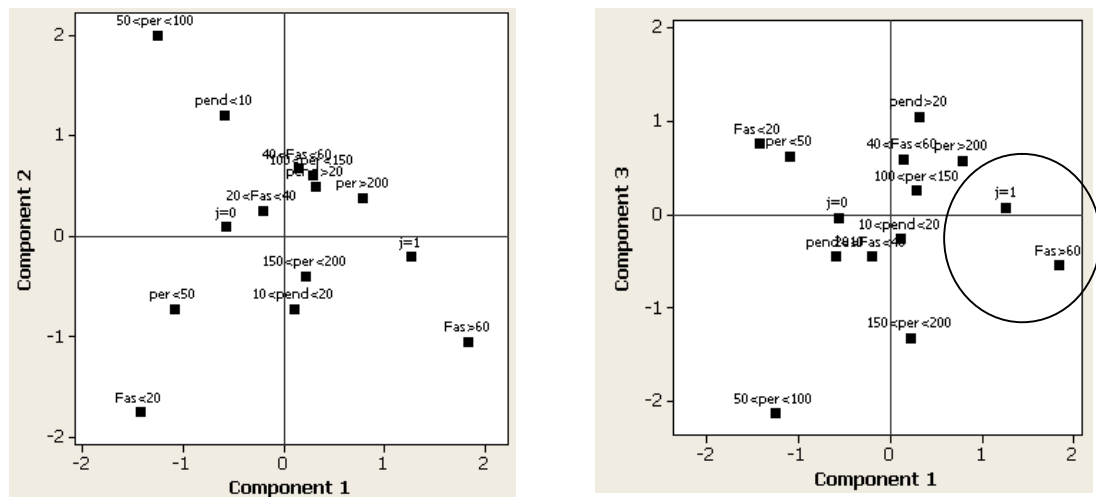 2
1
0
-1
-2
Component 2
50<per<100
pend<10
40<Fas<60
100<per<150
per>200
20<Fas<40
j=0
j=1
150<per<200
per<50
10<pend<20
Fas>60
Fas<20
-2
-1
0
1
2
Component 1
2
1
0
-1
-2
Component 3
pend>20
Fas<20
per<50
40<Fas<60
per>200
100<per<150
j=1
j=0
10<pend<20
Fas>60
150<per<200
50<per<100
-2
-1
0
1
2
Component 1